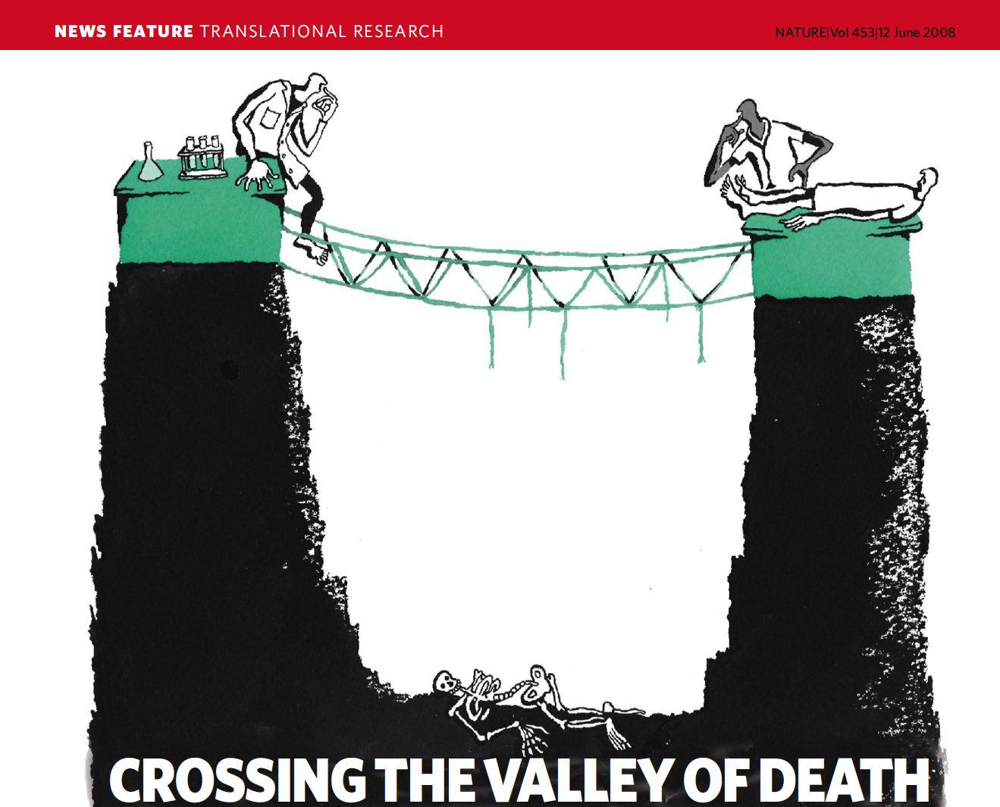 NEWS FEATURE TRANSLATIONAL RESEARCH
NATURE|Vol 453|12 June 2008
CROSSING THE VALLEY OF DEATH